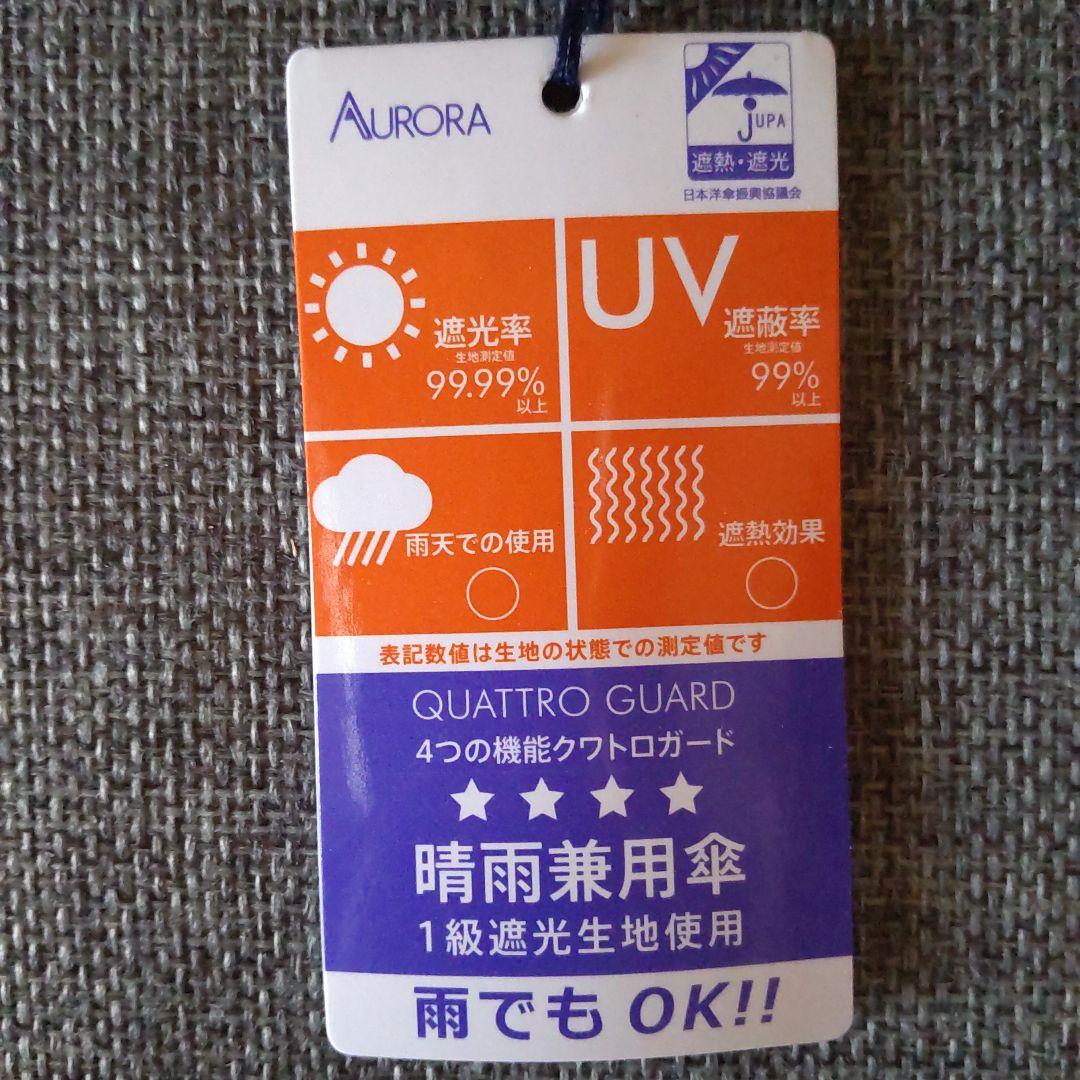 AURORA
JUPA
遮熱・遮光
日本洋傘振興協議会
遮光率
生地測定値
99.99%
以上
UV
遮蔽率
生地測定値
99%
以上
雨天での使用
遮熱効果
表記数値は生地の状態での測定値です
QUATTRO GUARD
4つの機能クワトロガード
晴雨兼用傘
1級遮光生地使用
雨でもOK!!